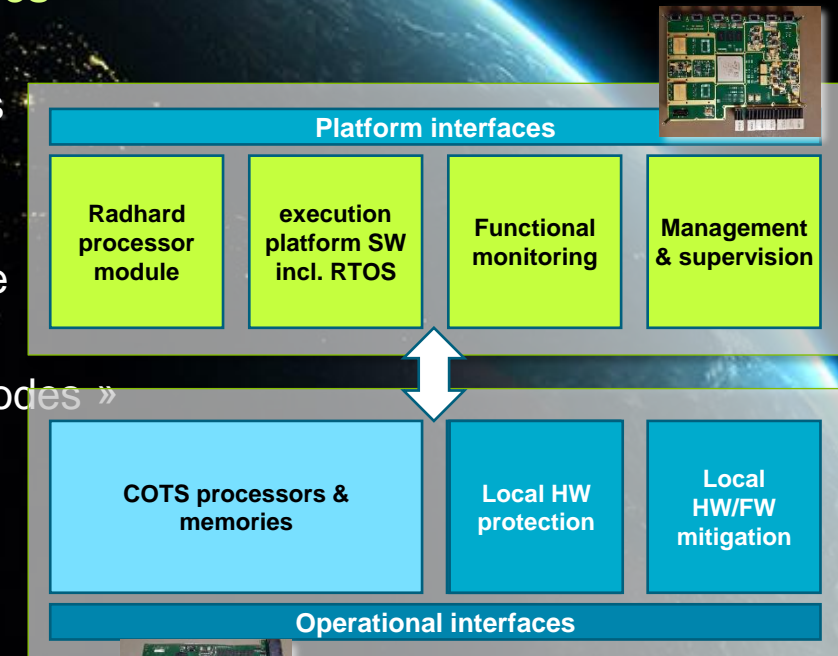 Platform interfaces
Radhard
processor
module
execution
platform SW
incl. RTOS
Functional
monitoring
Management
& supervision
odes »
COTS processors &
memories
Local HW
protection
Local
HW/FW
mitigation
Operational interfaces